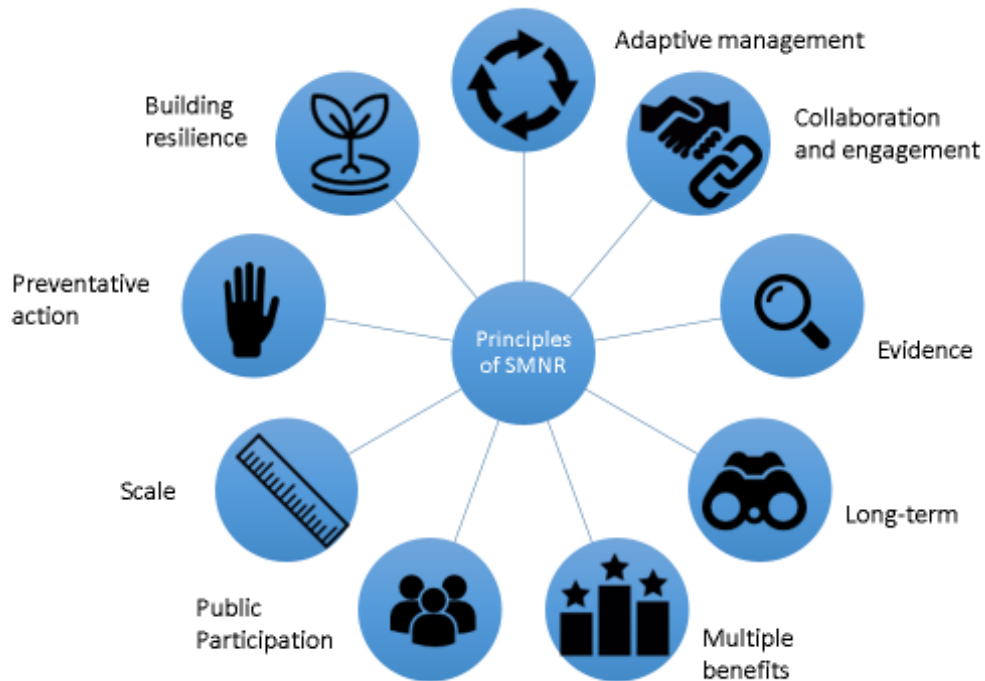 Adaptive management
Collaboration
and engagement
Evidence
Long-term
Multiple
benefits
Public
Participation
Scale
Preventative
action
Building
resilience
Principles
of SMNR